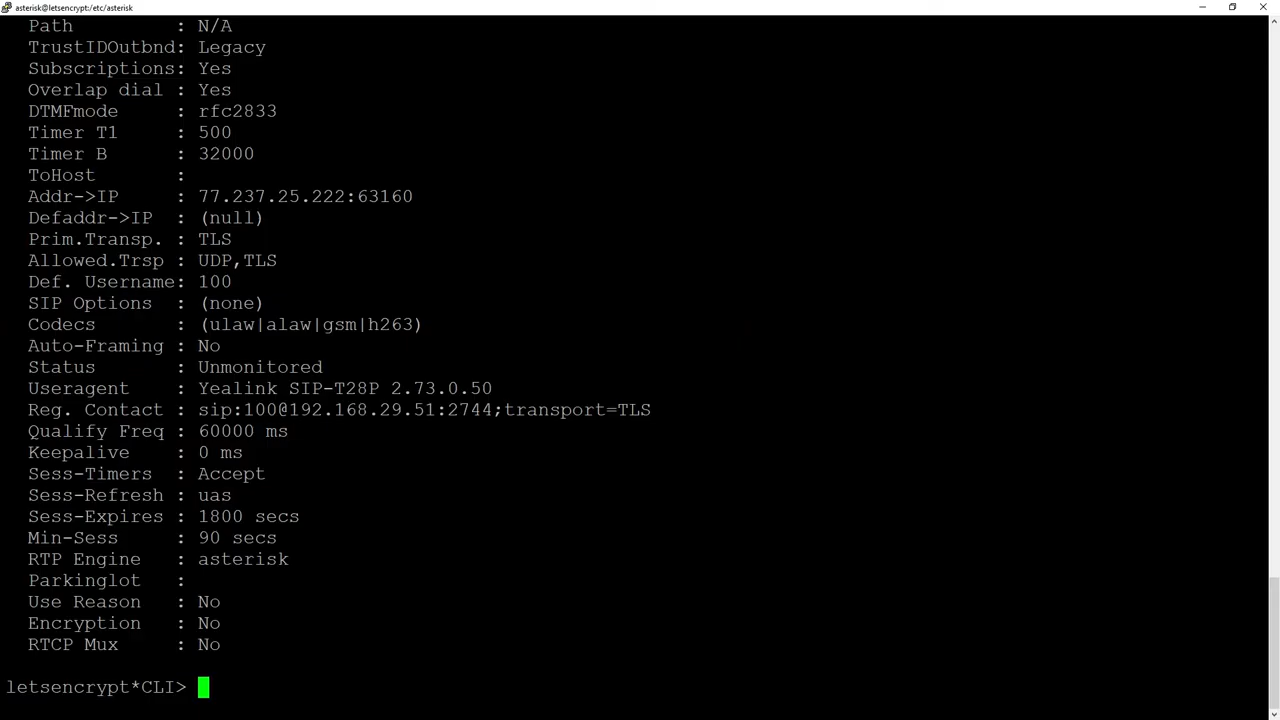 asterisk@letsencrypt:/etc/asterisk
Path : N/A
TrustIDOutbnd: Legacy
Subscriptions: Yes
Overlap dial : Yes
DTMFmode : rfc2833
Timer T1 : 500
Timer B : 32000
ToHost :
Addr->IP : 77.237.25.222:63160
Defaddr->IP : (null)
Prim.Transp. : TLS
Allowed.Trsp : UDP,TLS
Def. Username: 100
SIP Options : (none)
Codecs : (ulaw|alaw|gsm|h263)
Auto-Framing : No
Status : Unmonitored
Useragent : Yealink SIP-T28P 2.73.0.50
Reg. Contact : sip:100@192.168.29.51:2744;transport=TLS
Qualify Freq : 60000 ms
Keepalive : 0 ms
Sess-Timers : Accept
Sess-Refresh : uas
Sess-Expires : 1800 secs
Min-Sess : 90 secs
RTP Engine : asterisk
Parkinglot :
Use Reason : No
Encryption : No
RTCP Mux : No
letsencrypt*CLI>